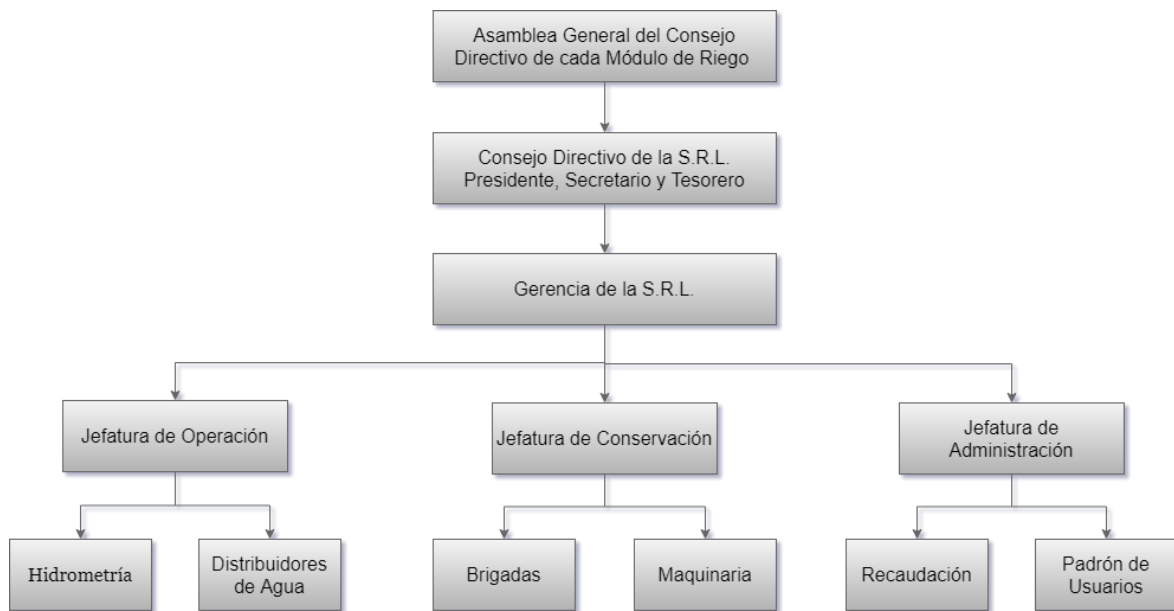 Asamblea General del Consejo
Directivo de cada Módulo de Riego
Consejo Directivo de la S.R.L.
Presidente, Secretario y Tesorero
Gerencia de la S.R.L.
Jefatura de Operación
Jefatura de Conservación
Jefatura de
Administración
Hidrometría
Distribuidores
de Agua
Brigadas
Maquinaria
Recaudación
Padrón de
Usuarios